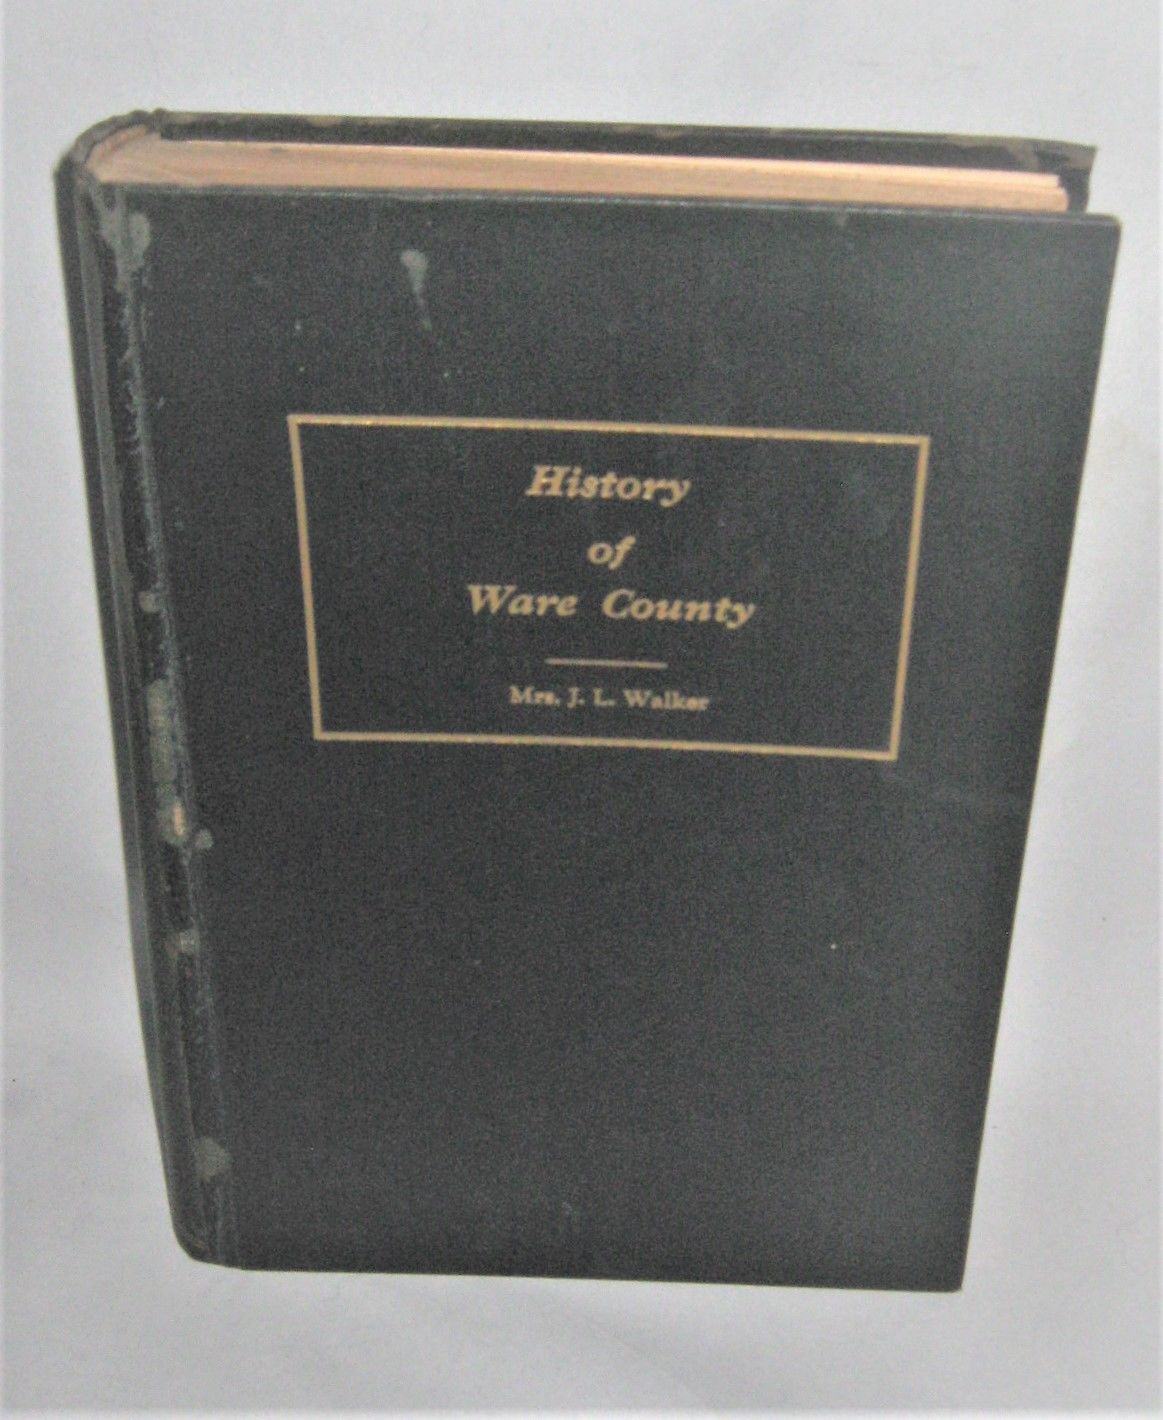 History
of
Ware County
Mrs. J. L. Walker